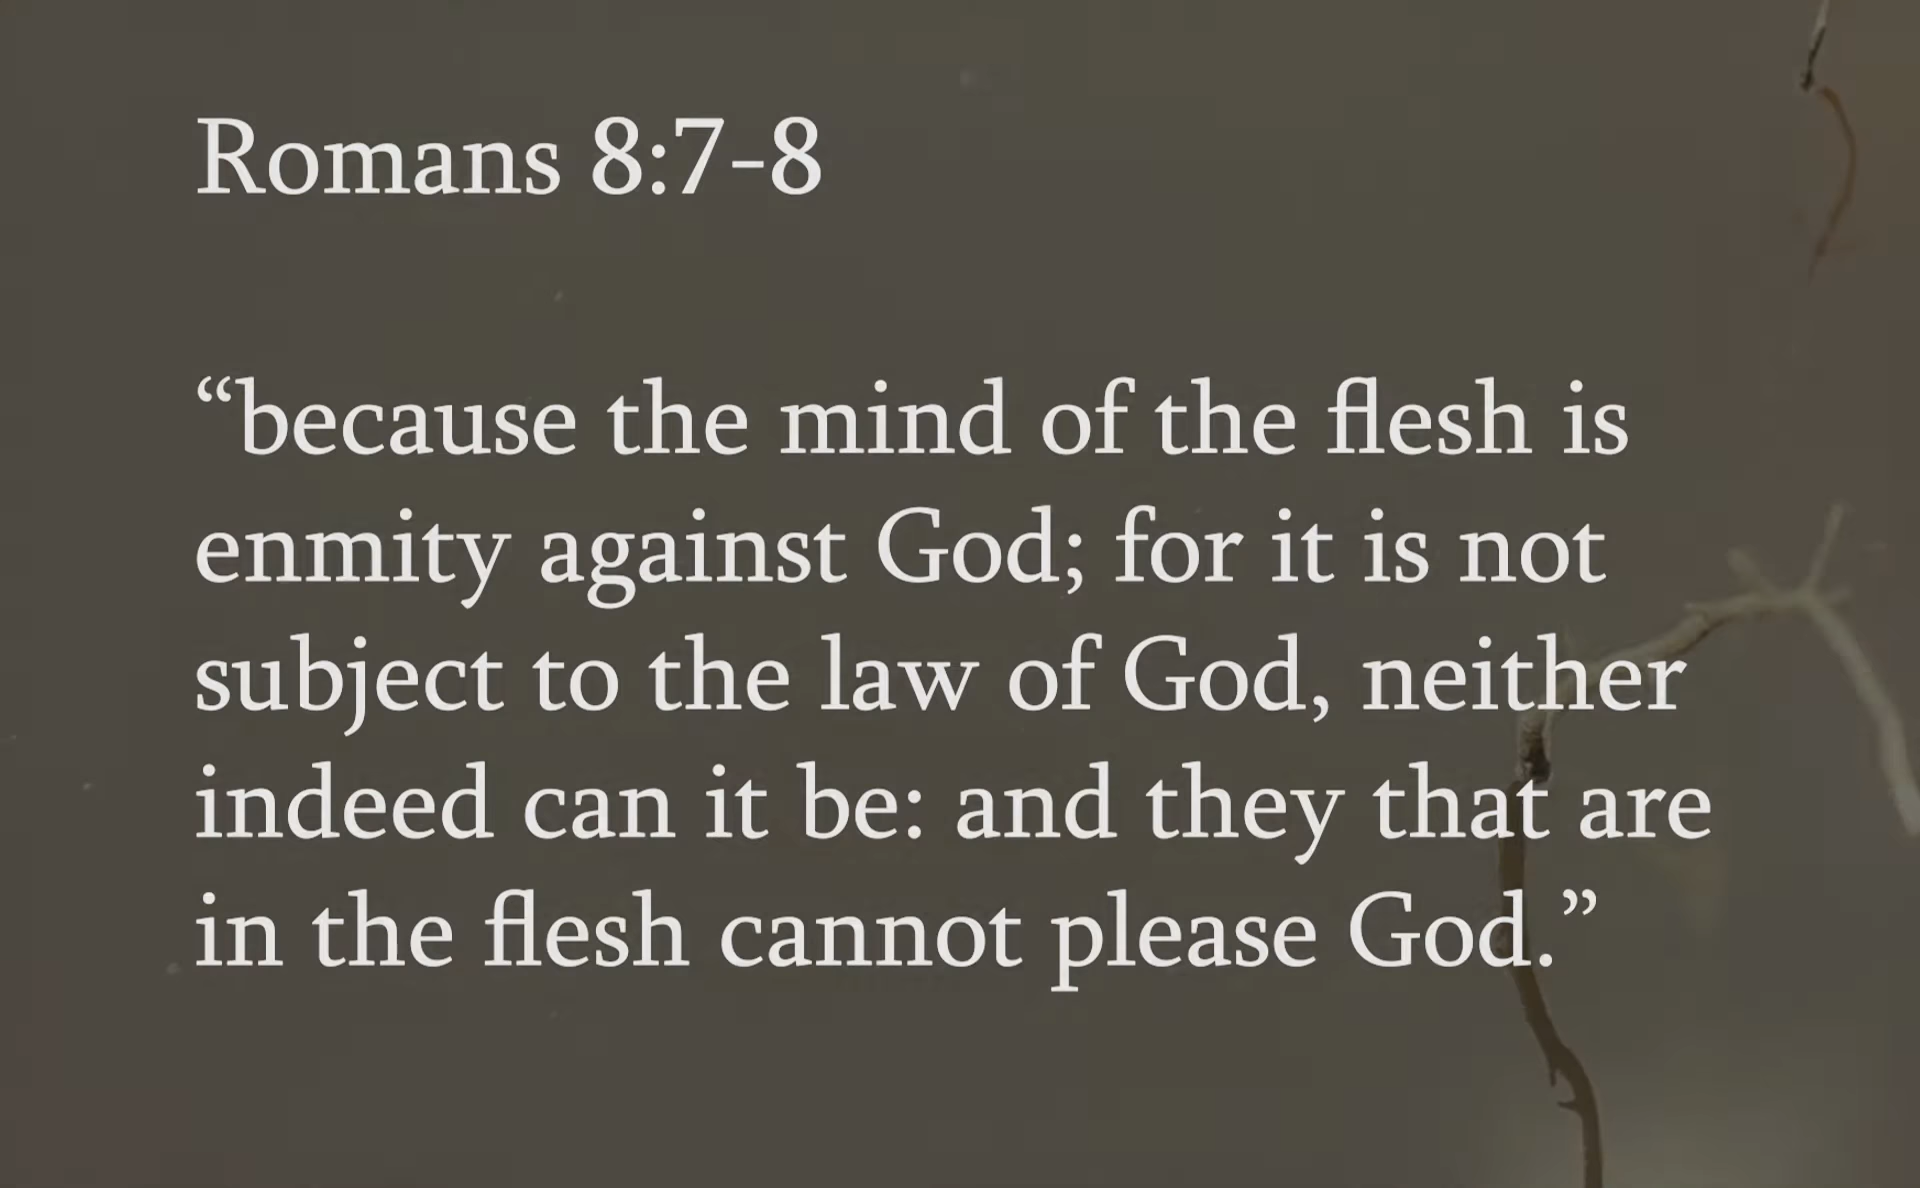 Romans 8:7-8
“because the mind of the flesh is
enmity against God; for it is not
subject to the law of God, neither
indeed can it be: and they that are
in the flesh cannot please God.”